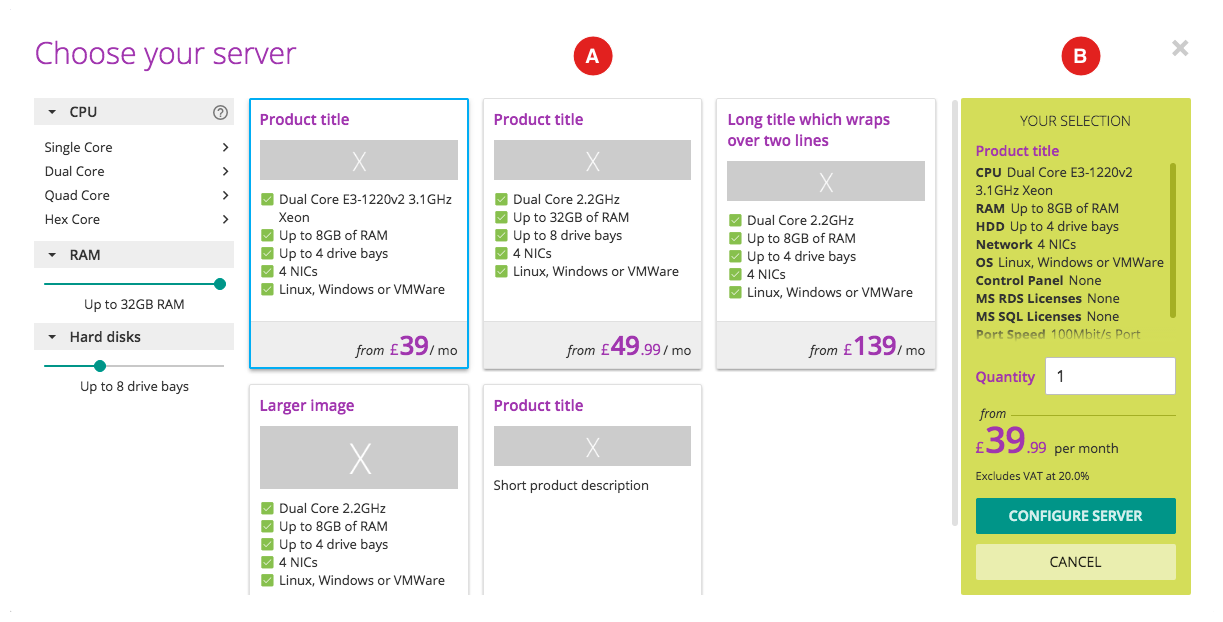 Choose your server
A
B
CPU
Single Core
Dual Core
Quad Core
Hex Core
RAM
Up to 32GB RAM
Hard disks
Up to 8 drive bays
Product title
X
Dual Core E3-1220v2 3.1GHz
Xeon
Up to 8GB of RAM
Up to 4 drive bays
4 NICs
Linux, Windows or VMWare
from £39/ mo
Product title
X
Dual Core 2.2GHz
Up to 32GB of RAM
Up to 8 drive bays
4 NICs
Linux, Windows or VMWare
from £49.99/ mo
Long title which wraps
over two lines
X
Dual Core 2.2GHz
Up to 8GB of RAM
Up to 4 drive bays
4 NICs
Linux, Windows or VMWare
from £139/ mo
Larger image
X
Dual Core 2.2GHz
Up to 8GB of RAM
Up to 4 drive bays
4 NICs
Linux, Windows or VMWare
Product title
X
Short product description
YOUR SELECTION
Product title
CPU Dual Core E3-1220v2
3.1GHz Xeon
RAM Up to 8GB of RAM
HDD Up to 4 drive bays
Network 4 NICs
OS Linux, Windows or VMWare
Control Panel None
MS RDS Licenses None
MS SQL Licenses None
Port Speed 100Mbit/s Port
Quantity 1
from
£39.99 per month
Excludes VAT at 20.0%
CONFIGURE SERVER
CANCEL